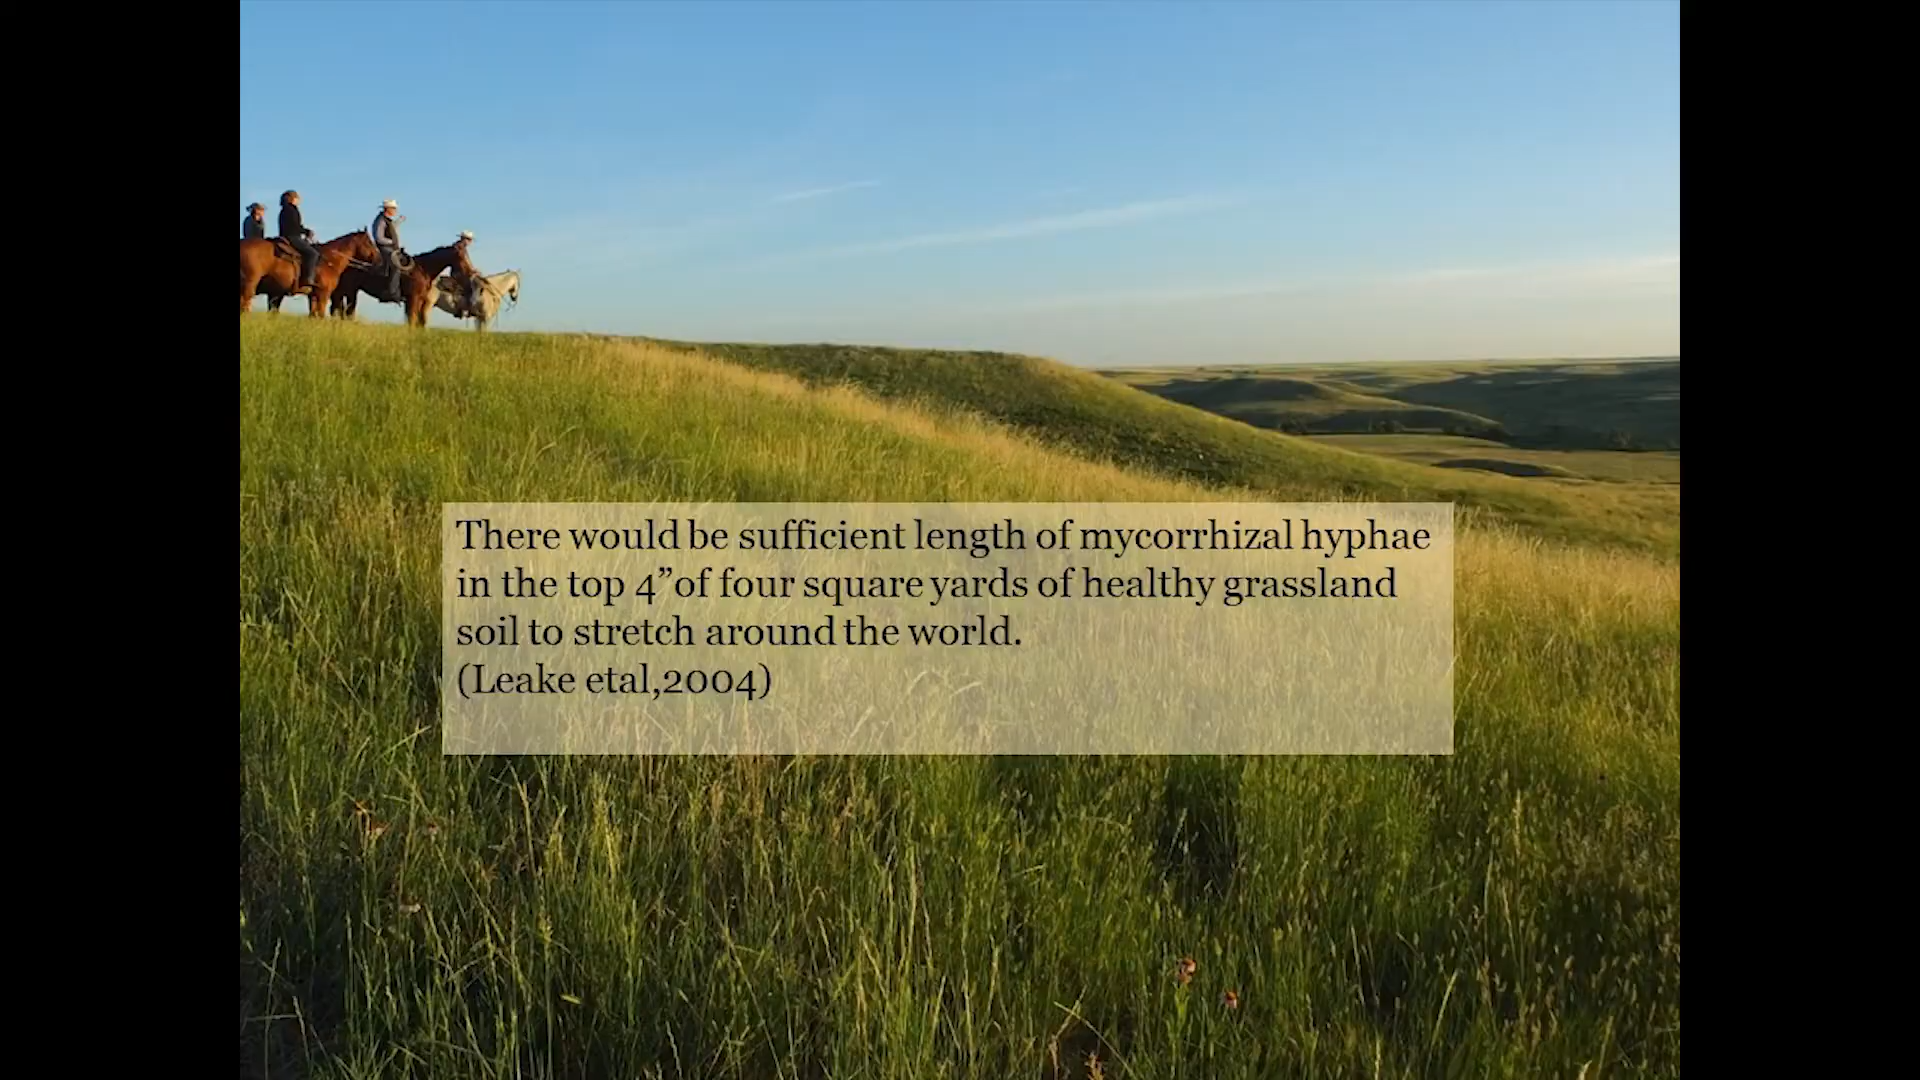 There would be sufficient length of mycorrhizal hyphae
in the top 4”of four square yards of healthy grassland
soil to stretch around the world.
(Leake etal,2004)